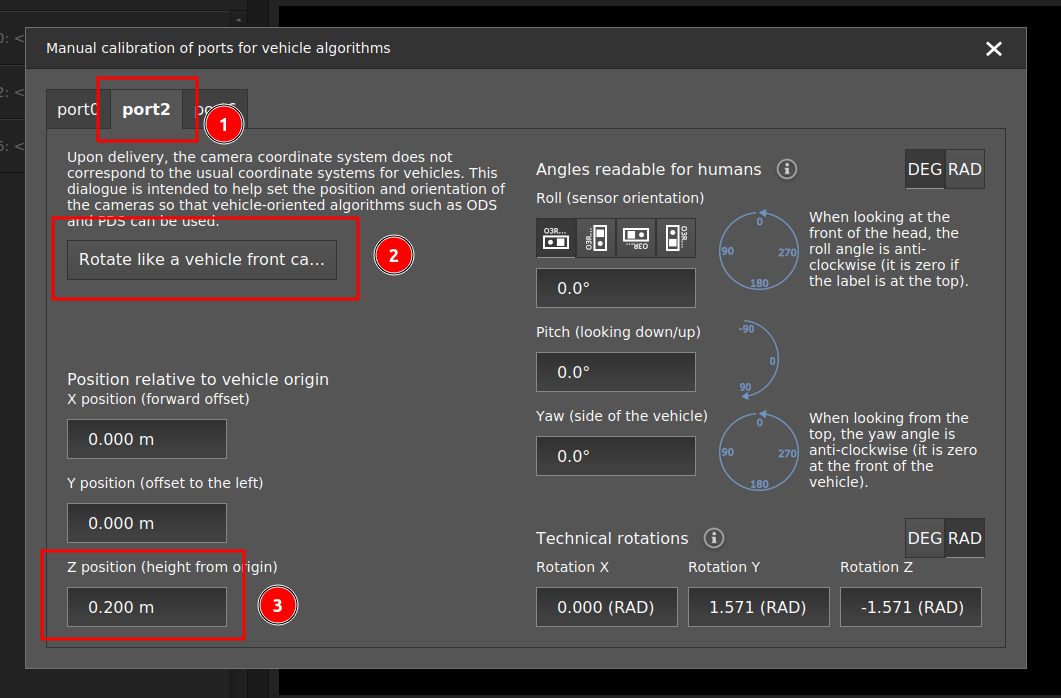 Manual calibration of ports for vehicle algorithms
port0
port2
1
Upon delivery, the camera coordinate system does not
correspond to the usual coordinate systems for vehicles. This
dialogue is intended to help set the position and orientation of
the cameras so that vehicle-oriented algorithms such as ODS
and PDS can be used.
Rotate like a vehicle front ca...
2
Position relative to vehicle origin
X position (forward offset)
0.000 m
Y position (offset to the left)
0.000 m
Z position (height from origin)
0.200 m
3
Angles readable for humans
DEG RAD
Roll (sensor orientation)
O3R... O3R... O3R... O3R...
0.0°
0
90 270
180
When looking at the
front of the head, the
roll angle is anti-
clockwise (it is zero if
the label is at the top).
Pitch (looking down/up)
0.0°
-90
0
90
Yaw (side of the vehicle)
0.0°
0
90 270
180
When looking from the
top, the yaw angle is
anti-clockwise (it is zero
at the front of the
vehicle).
Technical rotations
DEG RAD
Rotation X Rotation Y Rotation Z
0.000 (RAD) 1.571 (RAD) -1.571 (RAD)